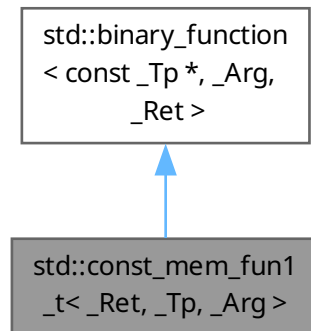 std::binary_function
< const _Tp *, _Arg,
_Ret >
std::const_mem_fun1
_t< _Ret, _Tp, _Arg >